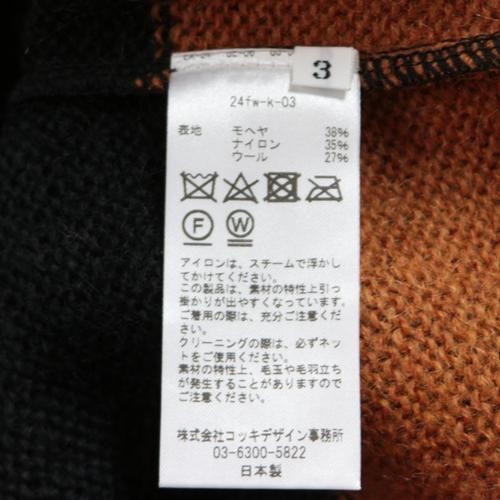 3
24fw-k-03
表地 モヘヤ 38%
ナイロン 35%
ウール 27%
F W
アイロンは、スチームで浮かし
てかけてください。
この製品は、素材の特性上引っ
掛かりが出やすくなっています。
ご着用の際は、充分ご注意くだ
さい。
クリーニングの際は、必ずネッ
トをご使用ください。
素材の特性上、毛玉や毛羽立ち
が発生することがありますので
ご注意ください。
株式会社コッキデザイン事務所
03-6300-5822
日本製